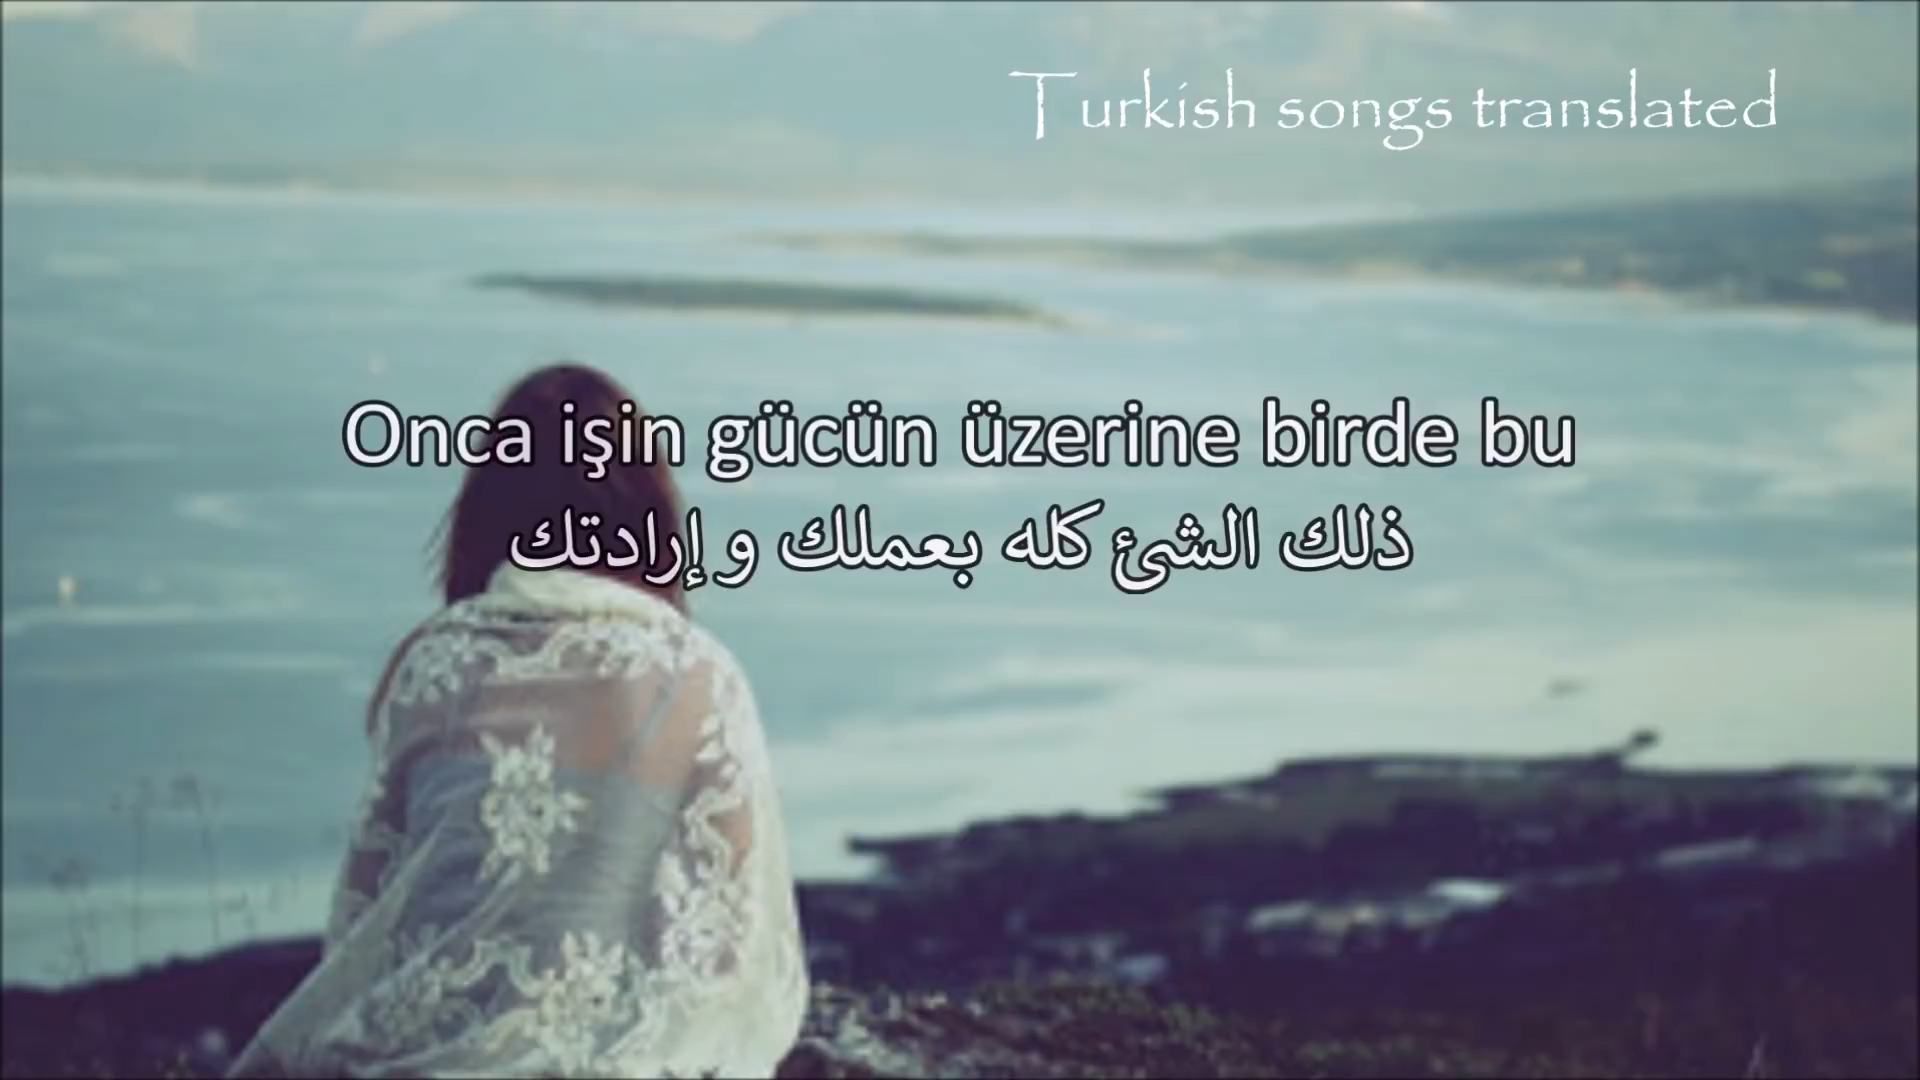 Turkish songs translated
Onca işin gücün üzerine birde bu
ذلك الشئ كله بعملك و إرادتك